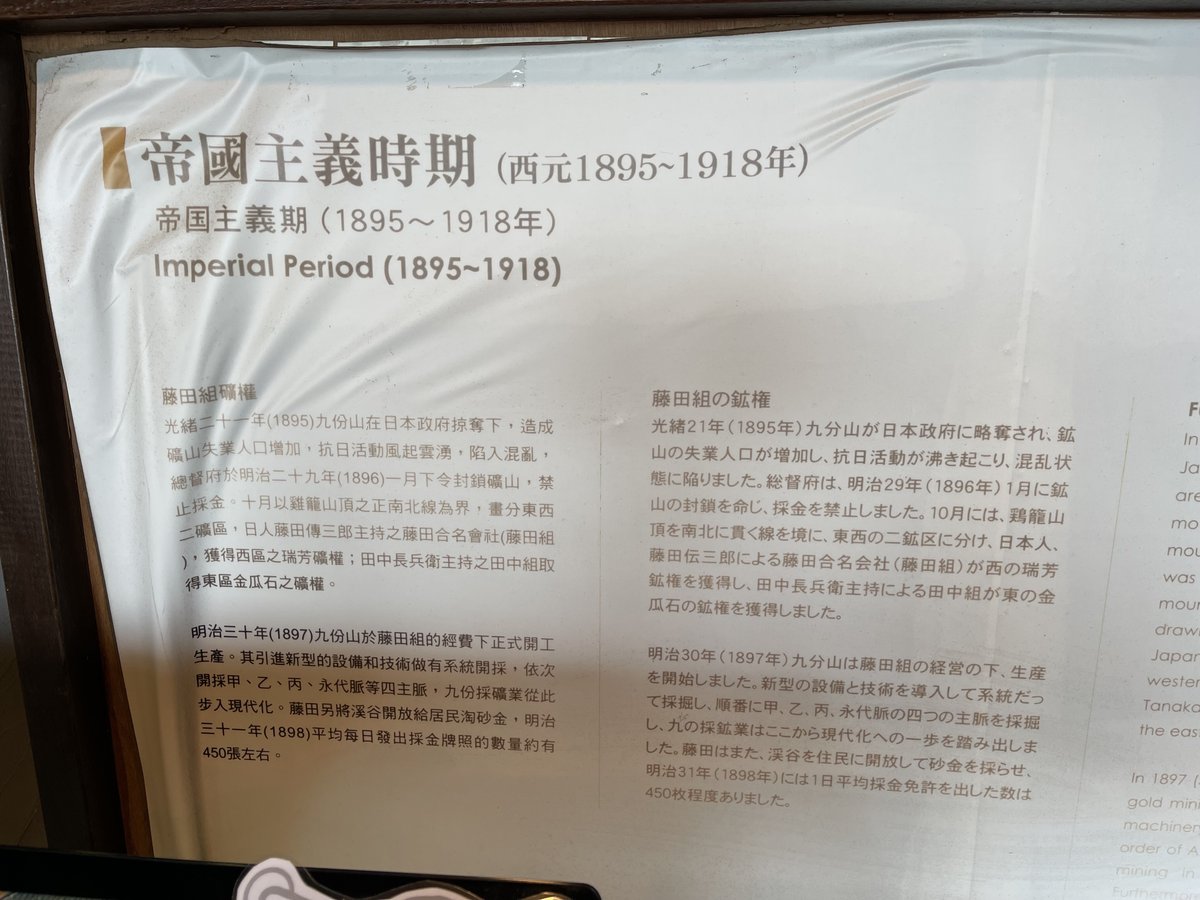 帝國主義時期 (西元1895~1918年)
帝国主義期（1895～1918年）
Imperial Period (1895~1918)
藤田組礦權
光緒二十一年(1895)九份山在日本政府掠奪下，造成
礦山失業人口增加，抗日活動風起雲湧，陷入混亂，
總督府於明治二十九年(1896)一月下令封鎖礦山，禁
止採金。十月以雞籠山頂之正南北線為界，畫分東西
二礦區，日人藤田傳三郎主持之藤田合名會社(藤田組
)，獲得西區之瑞芳礦權；田中長兵衛主持之田中組取
得東區金瓜石之礦權。
明治三十年(1897)九份山於藤田組的經費下正式開工
生產。其引進新型的設備和技術做有系統開採，依次
開採甲、乙、丙、永代脈等四主脈，九份採礦業從此
步入現代化。藤田另將溪谷開放給居民淘砂金，明治
三十一年(1898)平均每日發出採金牌照的數量約有
450張左右。
藤田組の鉱権
光緒21年（1895年）九分山が日本政府に略奪され、鉱
山の失業人口が増加し、抗日活動が沸き起こり、混乱状
態に陥りました。総督府は、明治29年（1896年）1月に鉱
山の封鎖を命じ、採金を禁止しました。10月には、鶏籠山
頂を南北に貫く線を境に、東西の二鉱区に分け、日本人、
藤田伝三郎による藤田合名会社（藤田組）が西の瑞芳
鉱権を獲得し、田中長兵衛主持による田中組が東の金
瓜石の鉱権を獲得しました。
明治30年（1897年）九分山は藤田組の経営の下、生産
を開始しました。新型の設備と技術を導入して系統だっ
て採掘し、順番に甲、乙、丙、永代脈の四つの主脈を採掘
し、九の採鉱業はここから現代化への一歩を踏み出しま
した。藤田はまた、渓谷を住民に開放して砂金を採らせ、
明治31年（1898年）には1日平均採金免許を出した数は
450枚程度ありました。
In
Ja
are
mo
mou
was
moun
draw
Japan
wester
Tanaka
the eas
In 1897
gold mini
machiner
order of A
mining in
Furthermor